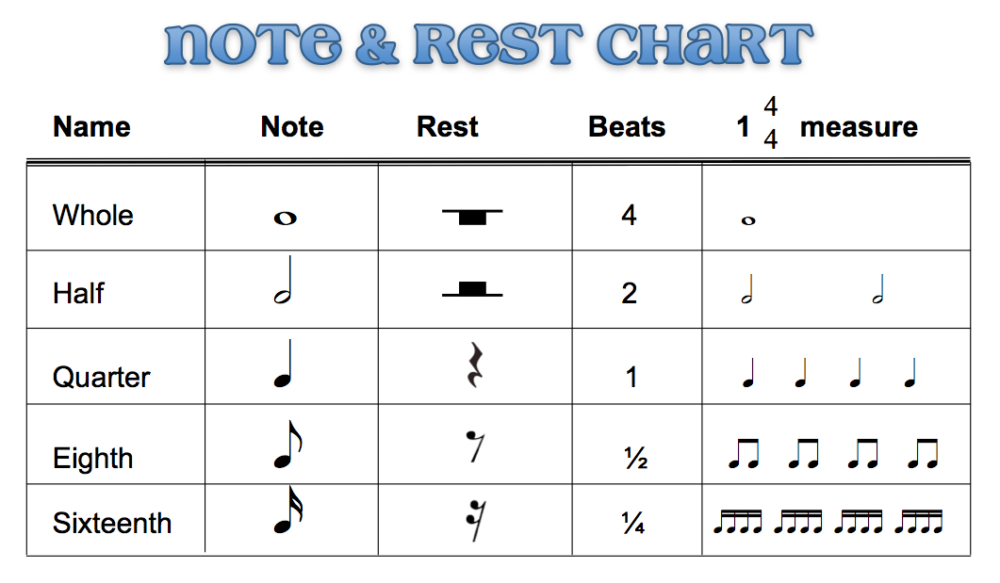 NOTE & REST CHART
Name Note Rest Beats 1 4/4 measure
Whole 4
Half 2
Quarter 1
Eighth ½
Sixteenth ¼